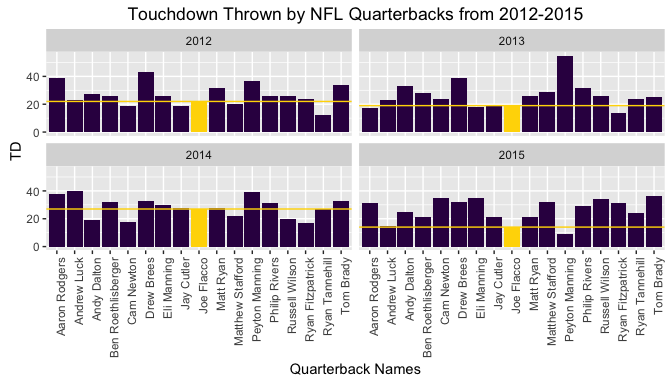 Touchdown Thrown by NFL Quarterbacks from 2012-2015
2012
2013
40
20
0
TD
2014
2015
40
20
0
Aaron Rodgers
Andrew Luck
Andy Dalton
Ben Roethlisberger
Cam Newton
Drew Brees
Eli Manning
Jay Cutler
Joe Flacco
Matt Ryan
Matthew Stafford
Peyton Manning
Philip Rivers
Russell Wilson
Ryan Fitzpatrick
Ryan Tannehill
Tom Brady
Aaron Rodgers
Andrew Luck
Andy Dalton
Ben Roethlisberger
Cam Newton
Drew Brees
Eli Manning
Jay Cutler
Joe Flacco
Matt Ryan
Matthew Stafford
Peyton Manning
Philip Rivers
Russell Wilson
Ryan Fitzpatrick
Ryan Tannehill
Tom Brady
Quarterback Names